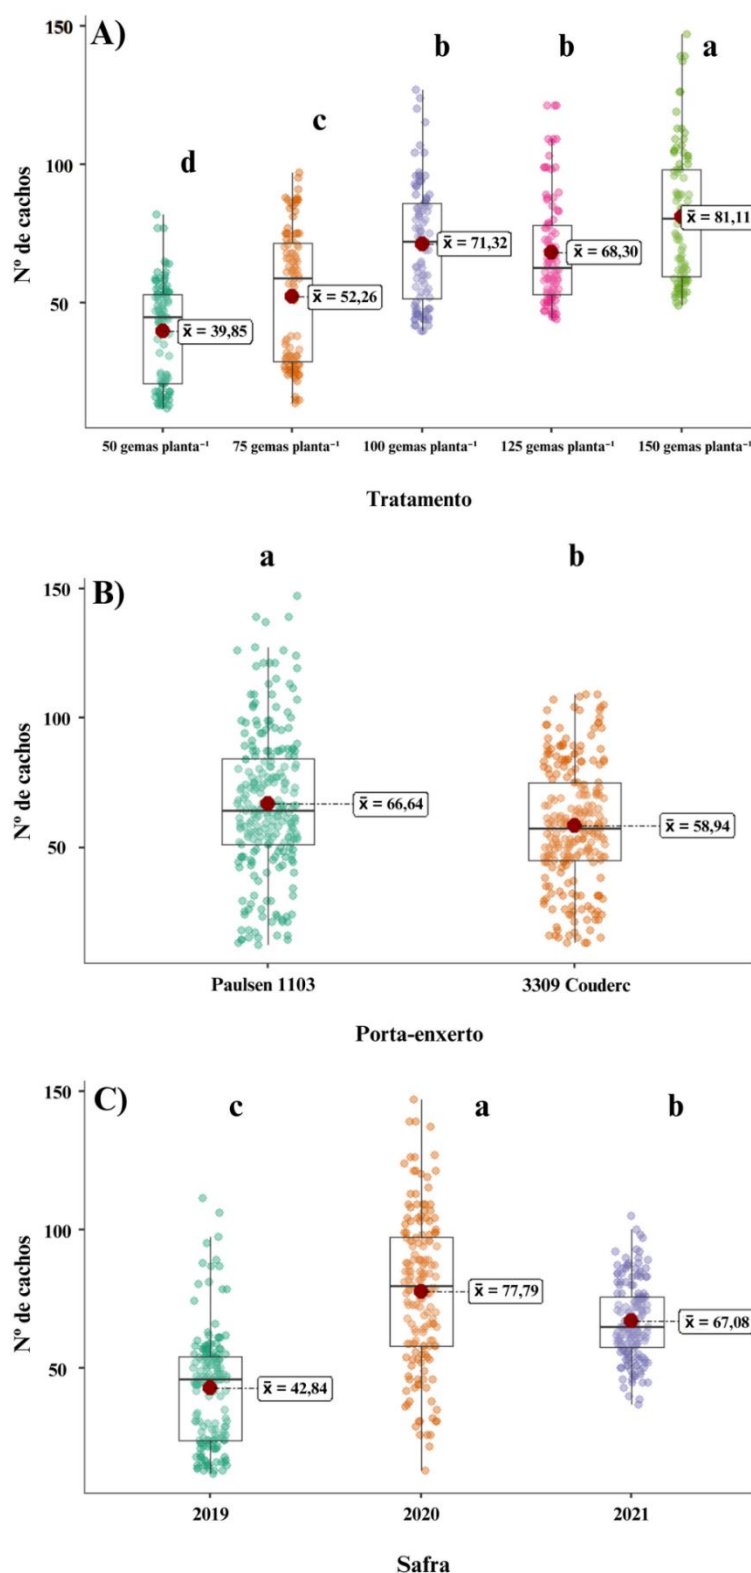 A)
Nº de cachos
150
100
50
d
c
b
b
a
x̄ = 39,85
x̄ = 52,26
x̄ = 71,32
x̄ = 68,30
x̄ = 81,11
50 gemas planta⁻¹
75 gemas planta⁻¹
100 gemas planta⁻¹
125 gemas planta⁻¹
150 gemas planta⁻¹
Tratamento
B)
Nº de cachos
150
100
50
a
b
x̄ = 66,64
x̄ = 58,94
Paulsen 1103
3309 Couderc
Porta-enxerto
C)
Nº de cachos
150
100
50
c
a
b
x̄ = 42,84
x̄ = 77,79
x̄ = 67,08
2019
2020
2021
Safra